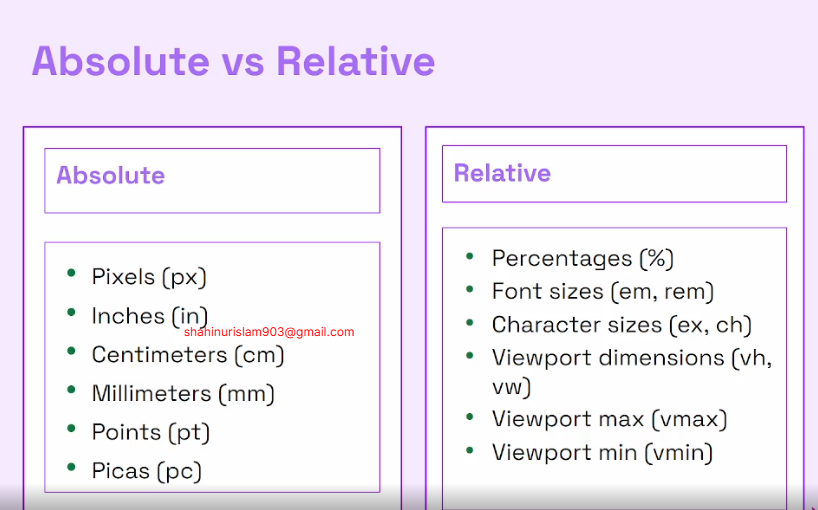 Absolute vs Relative
Absolute
Pixels (px)
Inches (in)
shahinurislam903@gmail.com
Centimeters (cm)
Millimeters (mm)
Points (pt)
Picas (pc)
Relative
Percentages (%)
Font sizes (em, rem)
Character sizes (ex, ch)
Viewport dimensions (vh,
vw)
Viewport max (vmax)
Viewport min (vmin)